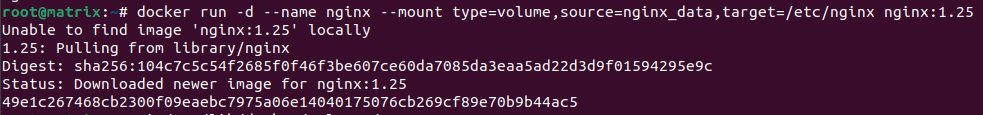 root@matrix:~# docker run -d --name nginx --mount type=volume,source=nginx_data,target=/etc/nginx nginx:1.25
Unable to find image 'nginx:1.25' locally
1.25: Pulling from library/nginx
Digest: sha256:104c7c5c54f2685f0f46f3be607ce60da7085da3eaa5ad22d3d9f01594295e9c
Status: Downloaded newer image for nginx:1.25
49e1c267468cb2300f09eaebc7975a06e14040175076cb269cf89e70b9b44ac5